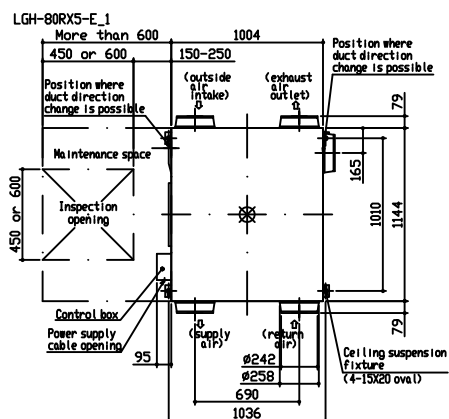 LGH-80RX5-E_1
More than 600
1004
450 or 600
150-250
Position where
duct direction
change is possible
(outside
air
intake)
(exhaust
air
outlet)
Position where
duct direction
change is possible
79
Maintenance space
165
450 or 600
Inspection
opening
1010
1144
Control box
Power supply
cable opening
(supply
air)
(return
air)
79
95
Ø242
Ø258
Ceiling suspension
fixture
(4-15X20 oval)
690
1036